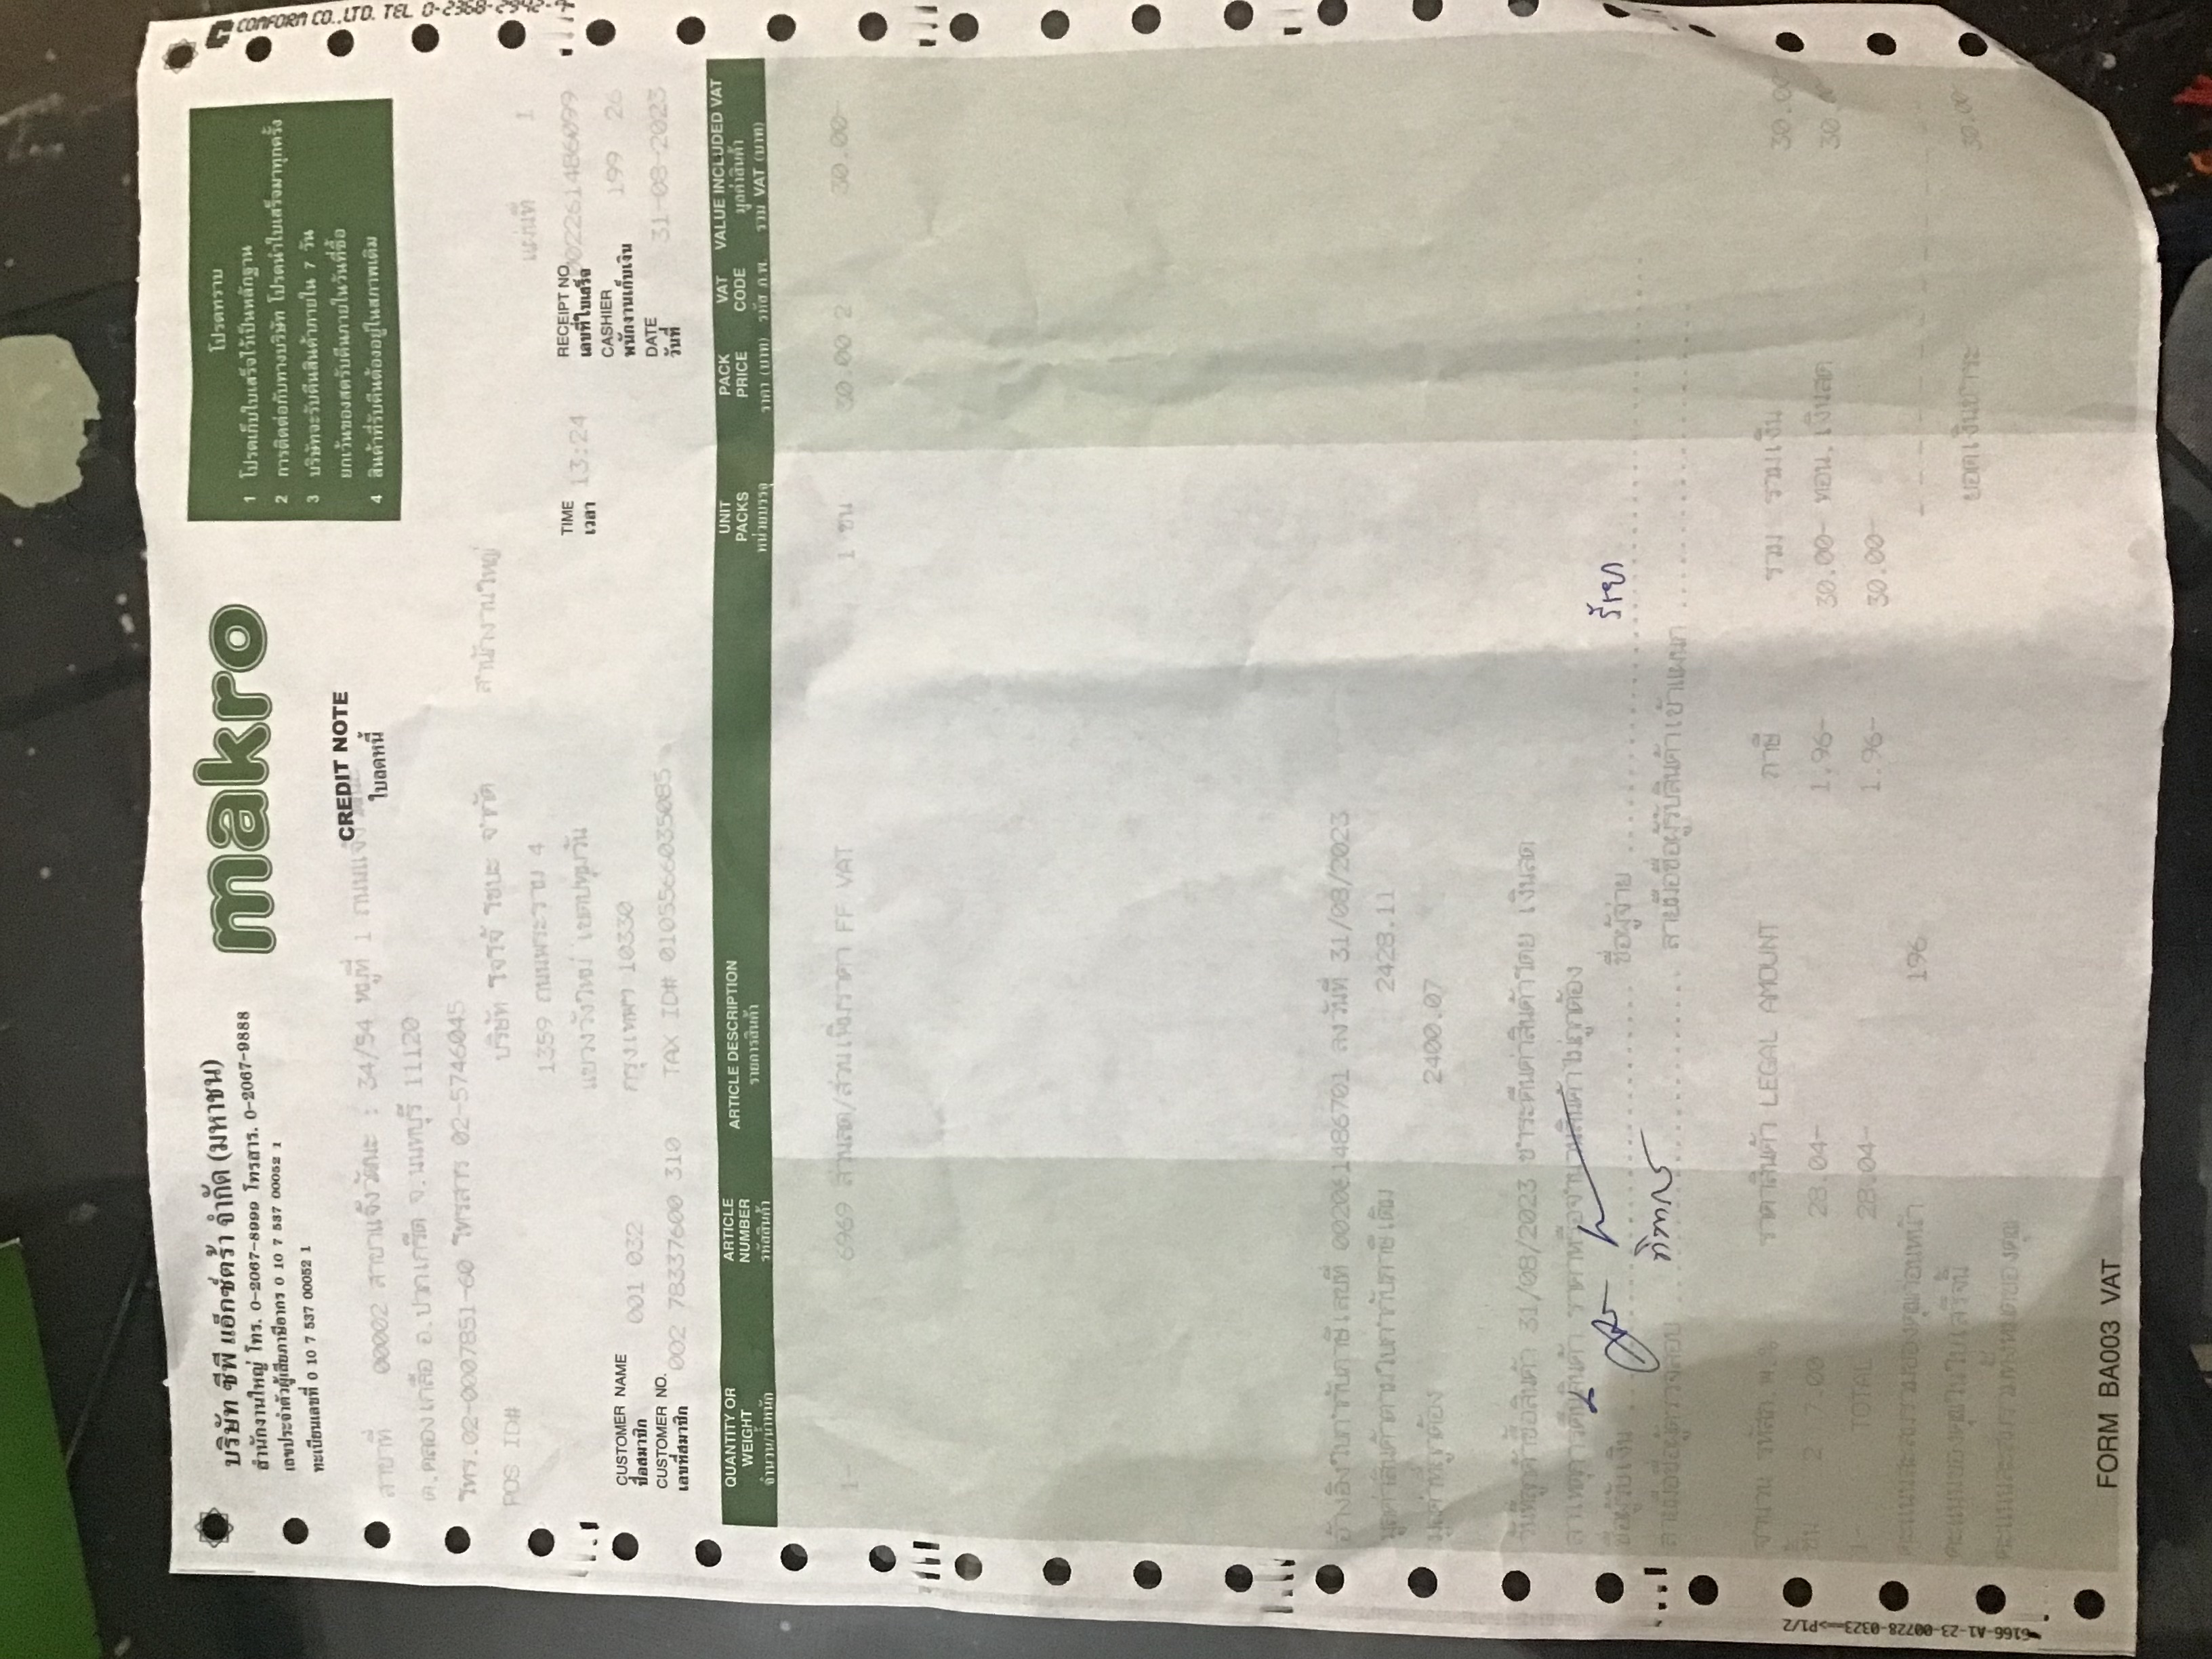 บริษัท ซีพี แอ็กซ์ตร้า จำกัด (มหาชน)
สำนักงานใหญ่ โทร. 0-2067-8999 โทรสาร. 0-2067-9888
เลขประจำตัวผู้เสียภาษีอากร 0 10 7 537 00052 1
ทะเบียนเลขที่ 0 10 7 537 00052 1
makro
CREDIT NOTE
ใบลดหนี้
โปรดทราบ
1 โปรดเก็บใบเสร็จไว้เป็นหลักฐาน
2 การติดต่อกับทางบริษัท โปรดนำใบเสร็จมาทุกครั้ง
3 บริษัทจะรับคืนสินค้าภายใน 7 วัน
ยกเว้นของสดรับคืนภายในวันที่ซื้อ
4 สินค้าที่รับคืนต้องอยู่ในสภาพเดิม
สาขาที่ 00002 สาขาแจ้งวัฒนะ : 34/54 หมู่ที่ 1 ถนนแจ้งวัฒนะ
ต.คลองเกลือ อ.ปากเกร็ด จ.นนทบุรี 11120
โทร.02-0007851-60 โทรสาร 02-5746045
POS ID#
บริษัท โจโจ้ โชบะ จำกัด สำนักงานใหญ่
1359 ถนนพระราม 4
แขวงวังใหม่ เขตปทุมวัน
กรุงเทพฯ 10330
TAX ID# 0105566035085
แผ่นที่ 1
TIME
เวลา 13:24
RECEIPT NO. 002261486099
เลขที่ใบเสร็จ
CASHIER 199 26
พนักงานเก็บเงิน
DATE 31-08-2023
วันที่
CUSTOMER NAME
ชื่อสมาชิก 001 032
CUSTOMER NO.
เลขที่สมาชิก 002 78337600 310
QUANTITY OR WEIGHT จำนวน/น้ำหนัก
ARTICLE NUMBER รหัสสินค้า
ARTICLE DESCRIPTION รายการสินค้า
UNIT PACKS หน่วยบรรจุ
PACK PRICE ราคา (บาท)
VAT CODE รหัส ภ.พ.
VALUE INCLUDED VAT มูลค่าสินค้า รวม VAT (บาท)
1- 6969 ส่วนลด/ส่วนเพิ่มราคา FF VAT 1 ชน 30.00 2 30.00-
อ้างอิงใบกำกับภาษีเลขที่ 002061486701 ลงวันที่ 31/08/2023
มูลค่าสินค้าตามใบกำกับภาษีเดิม 2428.11
มูลค่าที่ถูกต้อง 2400.07
วันที่ลูกค้าซื้อสินค้า 31/08/2023 ชำระคืนค่าสินค้าโดย เงินสด
สาเหตุการคืนสินค้า ราคาหรือจำนวนสินค้าไม่ถูกต้อง
ชื่อผู้รับเงิน ชื่อผู้จ่าย
ลายมือชื่อผู้ตรวจสอบ ลายมือชื่อผู้รับสินค้าเข้าแผนก
จำนวน รหัสภ.พ.% ราคาสินค้า LEGAL AMOUNT ภาษี รวม รวมเงิน 30.00
ชิ้น 2 7.00 28.04- 1.96- 30.00- ทอน.เงินสด 30.00
1- TOTAL 28.04- 1.96- 30.00-
คะแนนสะสมรวมของคุณก่อนหน้า 196
คะแนนของคุณในใบเสร็จนี้
ยอดเงินชำระ 30.00-
คะแนนสะสมรวมทั้งหมดของคุณ
FORM BA003 VAT
6166-A1-23-00728-0323==>P1/2